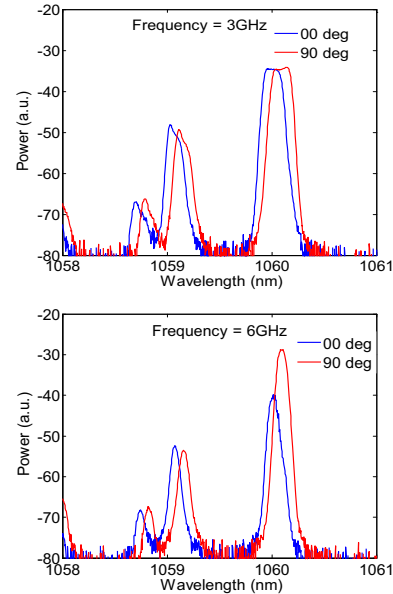 -20
Frequency = 3GHz
00 deg
90 deg
-30
-40
-50
-60
-70
-80
Power (a.u.)
1058 1059 1060 1061
Wavelength (nm)
-20
Frequency = 6GHz
00 deg
90 deg
-30
-40
-50
-60
-70
-80
Power (a.u.)
1058 1059 1060 1061
Wavelength (nm)